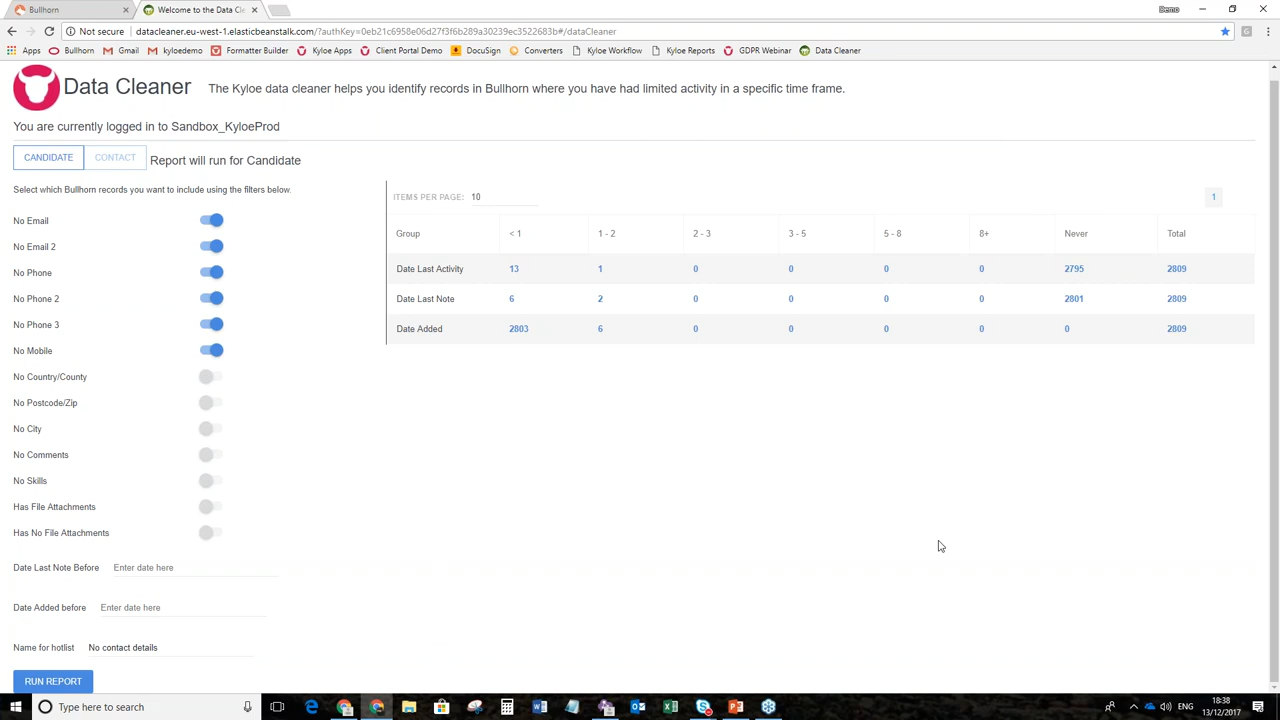 Bullhorn
Welcome to the Data Cle
Demo
Not secure
datacleaner.eu-west-1.elasticbeanstalk.com/?authKey=0eb21c6958e06d27f3f6b289a30239ec3522683b#/dataCleaner
Apps
Bullhorn
Gmail
kyloedemo
Formatter Builder
Kyloe Apps
Client Portal Demo
DocuSign
Converters
Kyloe Workflow
Kyloe Reports
GDPR Webinar
Data Cleaner
Data Cleaner
The Kyloe data cleaner helps you identify records in Bullhorn where you have had limited activity in a specific time frame.
You are currently logged in to Sandbox_KyloeProd
CANDIDATE CONTACT Report will run for Candidate
Select which Bullhorn records you want to include using the filters below.
No Email
No Email 2
No Phone
No Phone 2
No Phone 3
No Mobile
No Country/County
No Postcode/Zip
No City
No Comments
No Skills
Has File Attachments
Has No File Attachments
Date Last Note Before Enter date here
Date Added before Enter date here
Name for hotlist No contact details
RUN REPORT
ITEMS PER PAGE: 10
1
Group < 1 1 - 2 2 - 3 3 - 5 5 - 8 8+ Never Total
Date Last Activity 13 1 0 0 0 0 2795 2809
Date Last Note 6 2 0 0 0 0 2801 2809
Date Added 2803 6 0 0 0 0 0 2809
Type here to search
ENG
18:38
13/12/2017